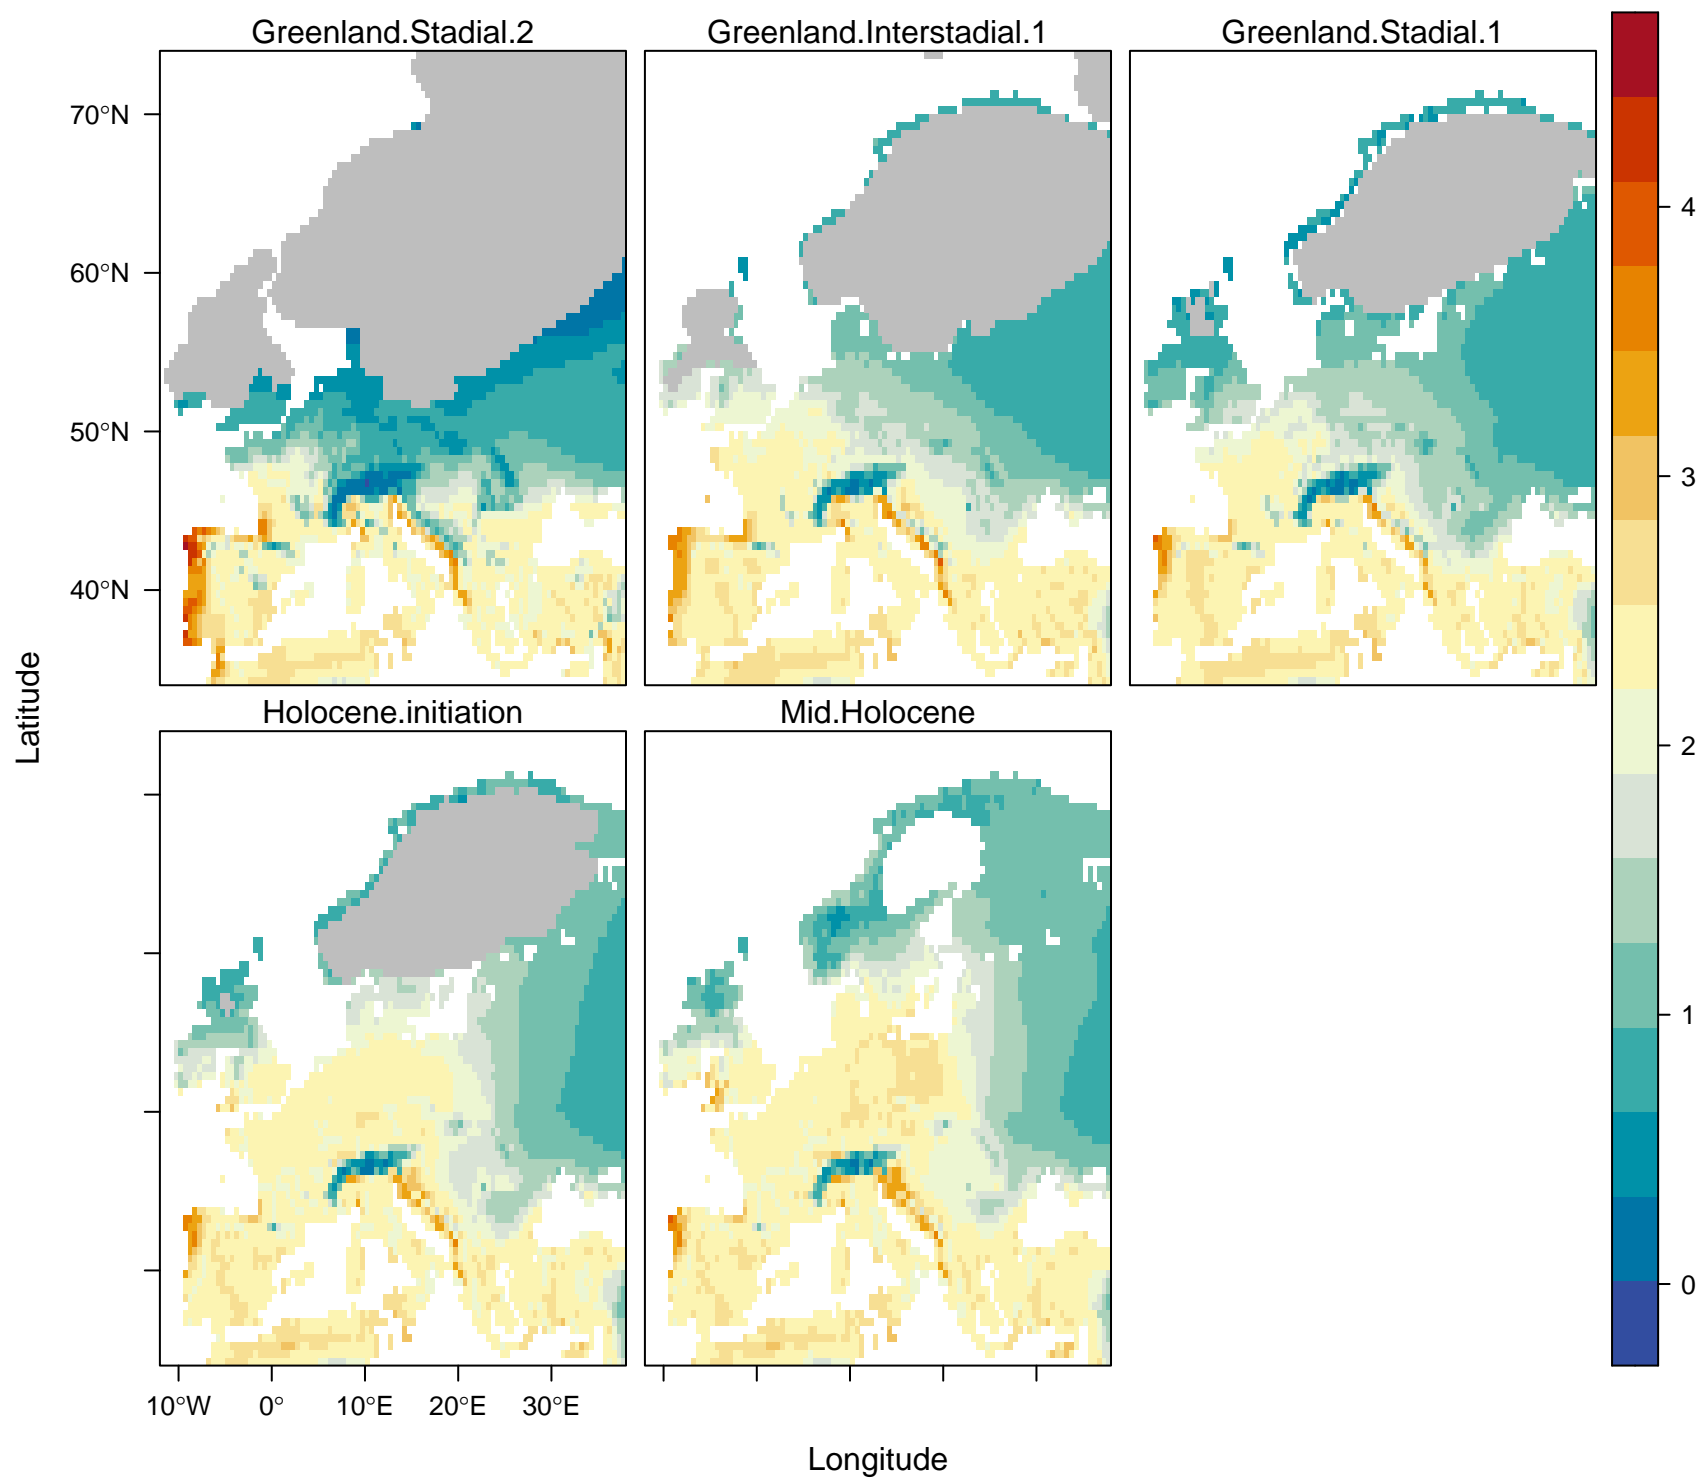 Greenland.Stadial.2
Greenland.Interstadial.1
Greenland.Stadial.1
70°N
60°N
50°N
40°N
4
3
2
1
0
Latitude
Holocene.initiation
Mid.Holocene
10°W
0°
10°E
20°E
30°E
Longitude